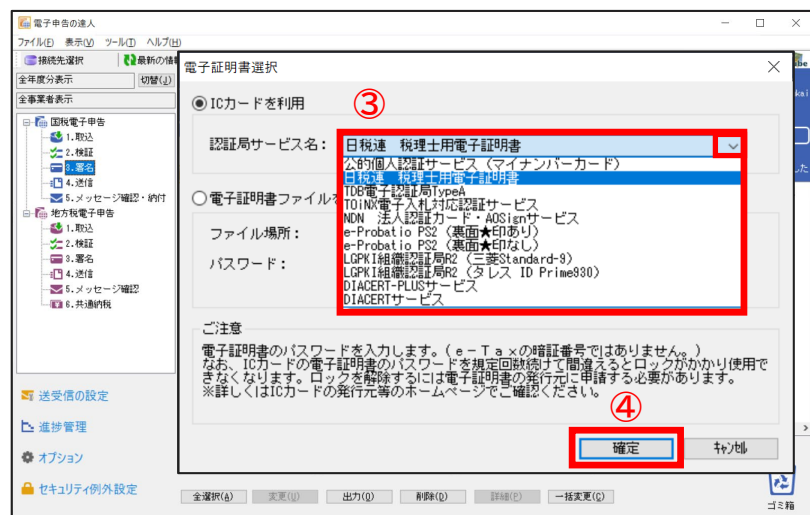 電子申告の達人
ファイル(F) 表示(V) ツール(T) ヘルプ(H)
接続先選択 最新の情
全年度分表示 切替(J)
全事業者表示
国税電子申告
1.取込
2.検証
3.署名
4.送信
5.メッセージ確認・納付
地方税電子申告
1.取込
2.検証
3.署名
4.送信
5.メッセージ確認
6.共通納税
送受信の設定
進捗管理
オプション
セキュリティ例外設定
電子証明書選択
ICカードを利用
③
認証局サービス名: 日税連 税理士用電子証明書
公的個人認証サービス(マイナンバーカード)
日税連 税理士用電子証明書
TDB電子認証局TypeA
TOiNX電子入札対応認証サービス
NDN 法人認証カード・AOSignサービス
e-Probatio PS2(裏面★印あり)
e-Probatio PS2(裏面★印なし)
LGPKI組織認証局R2(三菱Standard-9)
LGPKI組織認証局R2(タレス ID Prime930)
DIACERT-PLUSサービス
DIACERTサービス
電子証明書ファイルを
ファイル場所:
パスワード:
ご注意
電子証明書のパスワードを入力します。(e-Taxの暗証番号ではありません。)
なお、ICカードの電子証明書のパスワードを規定回数続けて間違えるとロックがかかり使用で
きなくなります。ロックを解除するには電子証明書の発行元に申請する必要があります。
※詳しくはICカードの発行元等のホームページでご確認ください。
④
確定 キャンセル
全選択(A) 変更(U) 出力(O) 削除(D) 詳細(P) 一括変更(C)
ゴミ箱